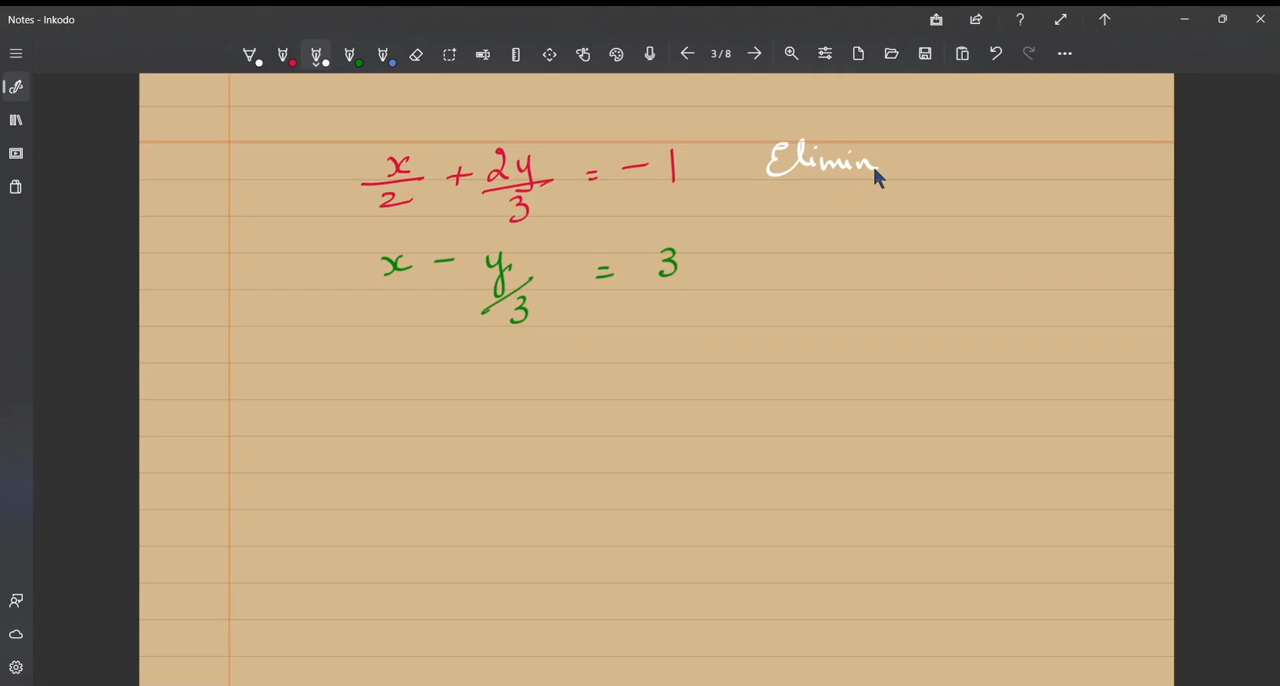 Notes - Inkodo
3/8
x/2 + 2y/3 = -1
Elimin
x - y/3 = 3